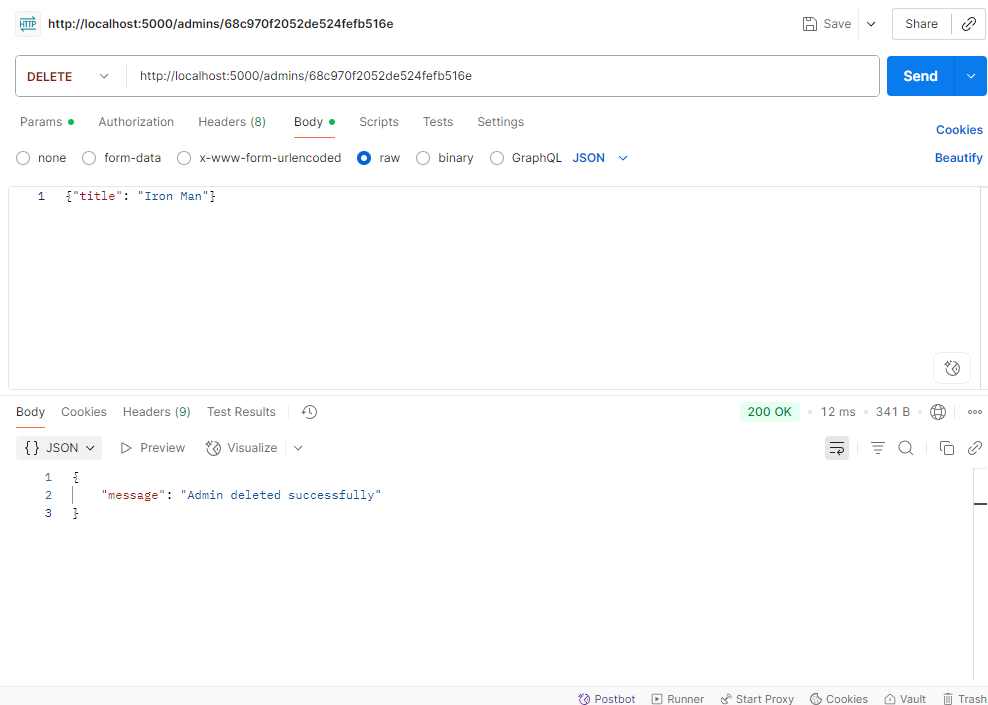 HTTP http://localhost:5000/admins/68c970f2052de524fefb516e Save Share
DELETE http://localhost:5000/admins/68c970f2052de524fefb516e Send
Params Authorization Headers (8) Body Scripts Tests Settings Cookies
none form-data x-www-form-urlencoded raw binary GraphQL JSON Beautify
1 {"title": "Iron Man"}
Body Cookies Headers (9) Test Results 200 OK 12 ms 341 B
{} JSON Preview Visualize
1 {
2 "message": "Admin deleted successfully"
3 }
Postbot Runner Start Proxy Cookies Vault Trash